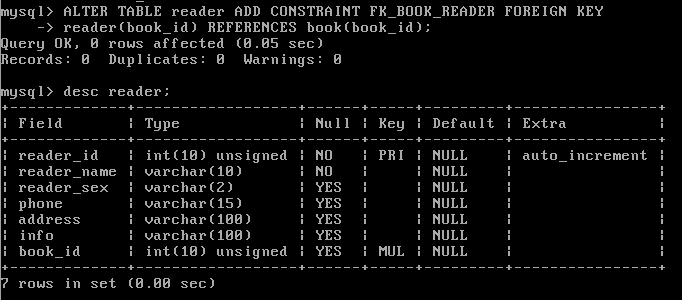 mysql> ALTER TABLE reader ADD CONSTRAINT FK_BOOK_READER FOREIGN KEY
    -> reader(book_id) REFERENCES book(book_id);
Query OK, 0 rows affected (0.05 sec)
Records: 0  Duplicates: 0  Warnings: 0

mysql> desc reader;
+-------------+------------------+------+-----+---------+----------------+
| Field       | Type             | Null | Key | Default | Extra          |
+-------------+------------------+------+-----+---------+----------------+
| reader_id   | int(10) unsigned | NO   | PRI | NULL    | auto_increment |
| reader_name | varchar(10)      | NO   |     | NULL    |                |
| reader_sex  | varchar(2)       | YES  |     | NULL    |                |
| phone       | varchar(15)      | YES  |     | NULL    |                |
| address     | varchar(100)     | YES  |     | NULL    |                |
| info        | varchar(100)     | YES  |     | NULL    |                |
| book_id     | int(10) unsigned | YES  | MUL | NULL    |                |
+-------------+------------------+------+-----+---------+----------------+
7 rows in set (0.00 sec)